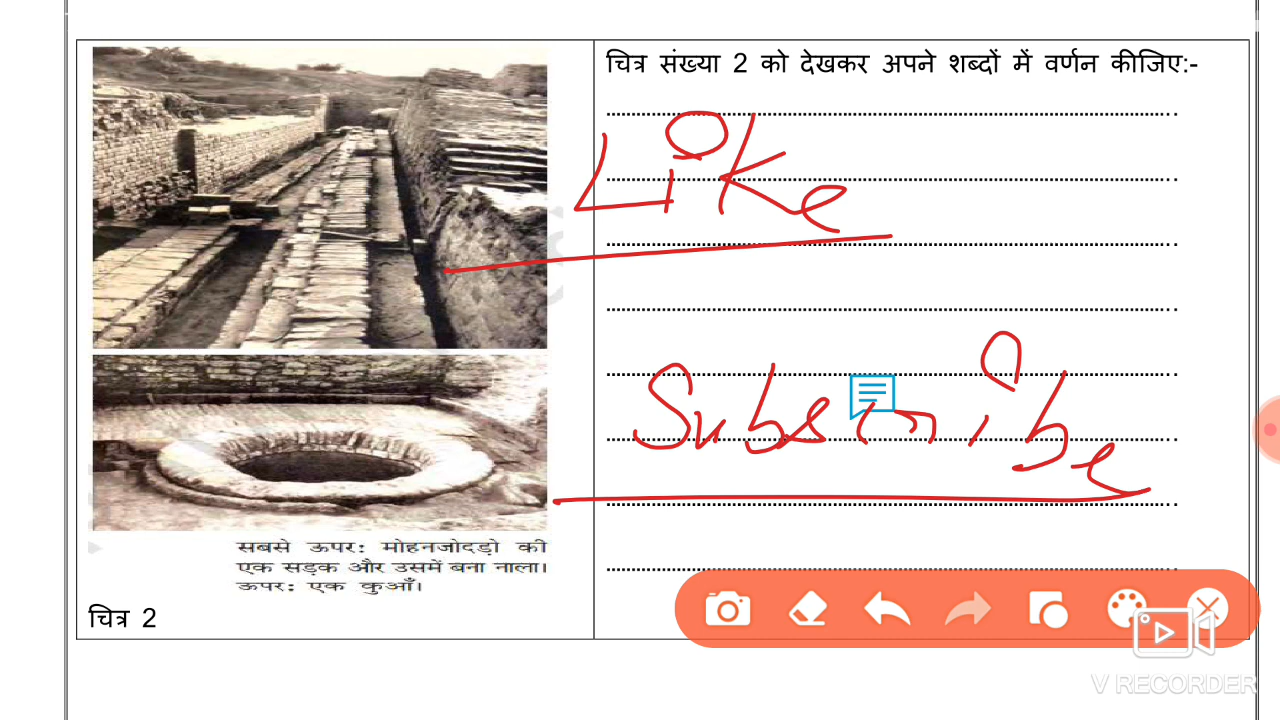 चित्र संख्या 2 को देखकर अपने शब्दों में वर्णन कीजिए:-
Like
Subscribe
सबसे ऊपर: मोहनजोदड़ो की
एक सड़क और उसमें बना नाला।
ऊपर: एक कुआँ।
चित्र 2
V RECORDER